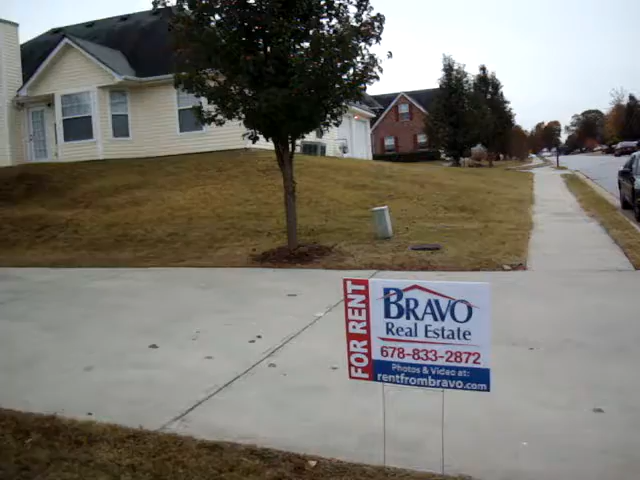 FOR RENT
BRAVO
Real Estate
678-833-2872
Photos & Video at:
rentfrombravo.com